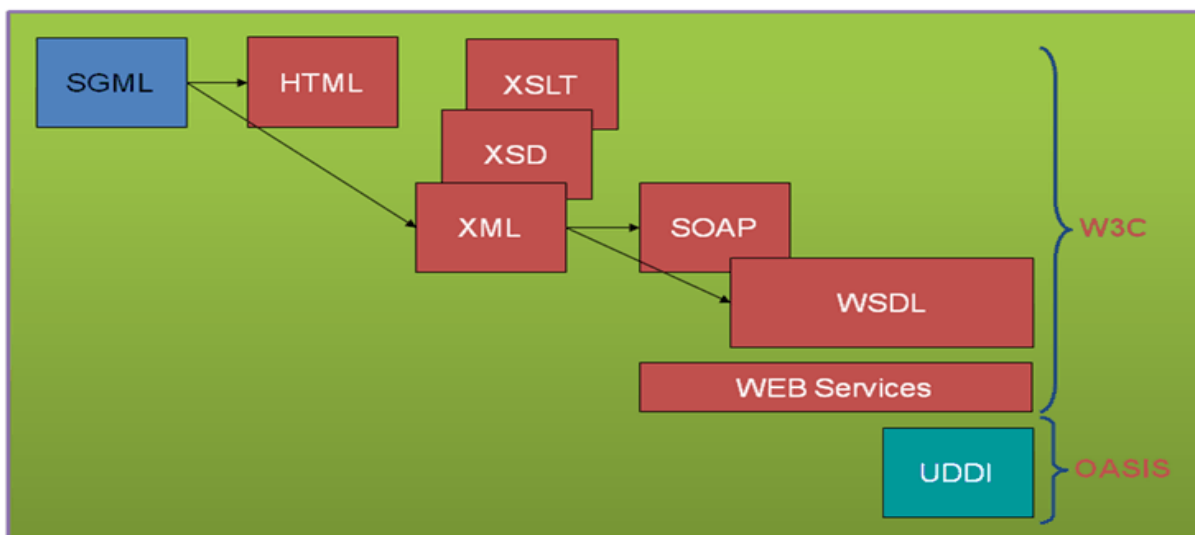 SGML
HTML
XSLT
XSD
XML
SOAP
W3C
WSDL
WEB Services
UDDI
OASIS